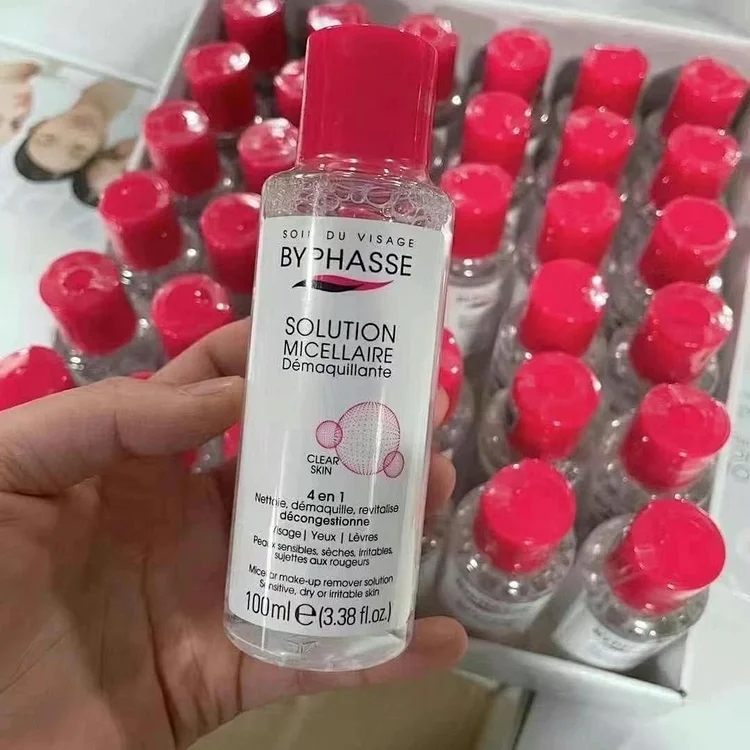 SOIN DU VISAGE
BYPHASSE
SOLUTION
MICELLAIRE
Démaquillante
CLEAR
SKIN
4 en 1
Nettoie, démaquille, revitalise
décongestionne
Visage | Yeux | Lèvres
Peaux sensibles, sèches, irritables,
sujettes aux rougeurs
Micellar make-up remover solution
Sensitive, dry or irritable skin
100ml e (3.38 fl.oz.)